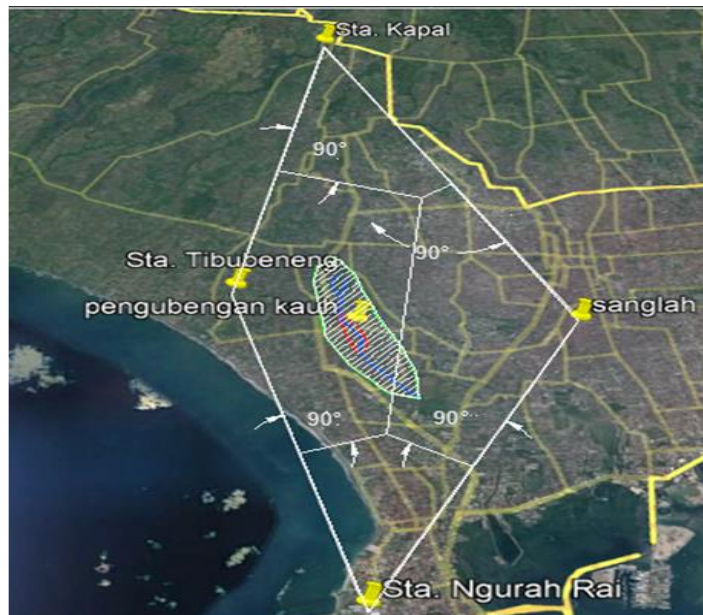 Sta. Kapal
90°
90°
Sta. Tibubeneng
pengubengan kauh
sanglah
90°
90°
Sta. Ngurah Rai